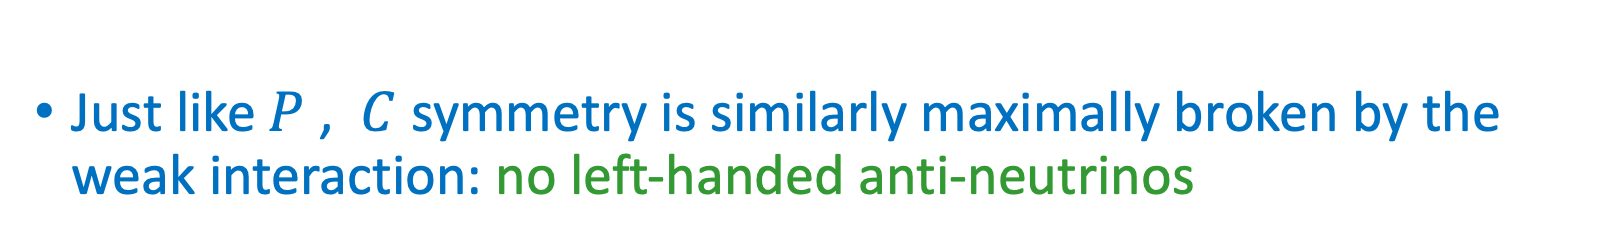 • Just like P , C symmetry is similarly maximally broken by the
weak interaction: no left-handed anti-neutrinos